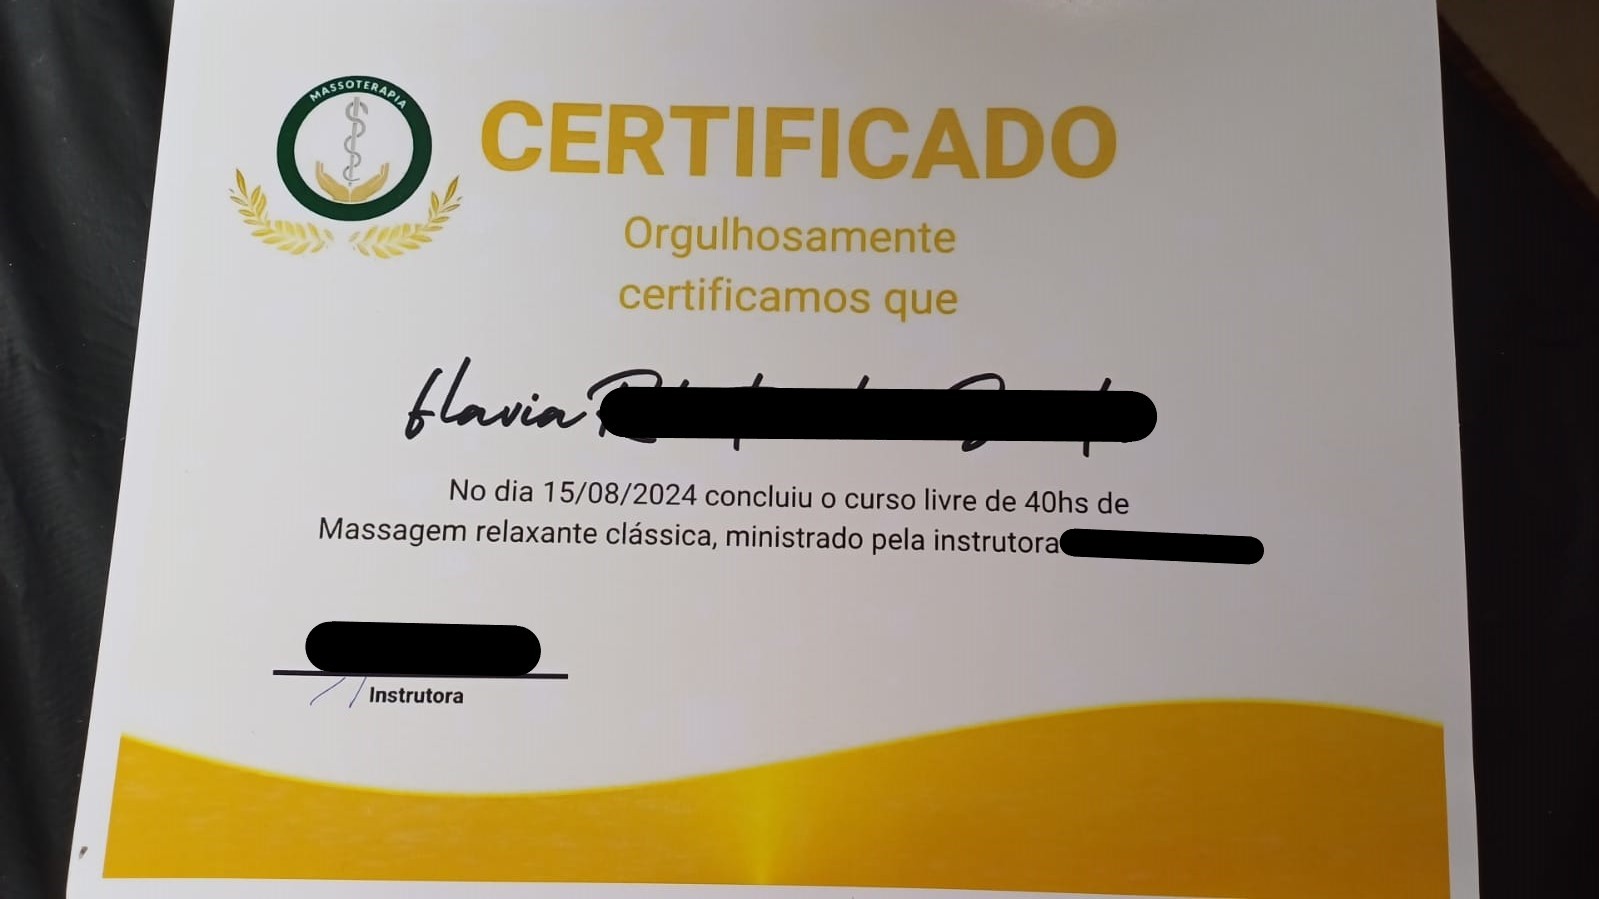 MASSOTERAPIA
CERTIFICADO
Orgulhosamente
certificamos que
Flavia
No dia 15/08/2024 concluiu o curso livre de 40hs de
Massagem relaxante clássica, ministrado pela instrutora
Instrutora